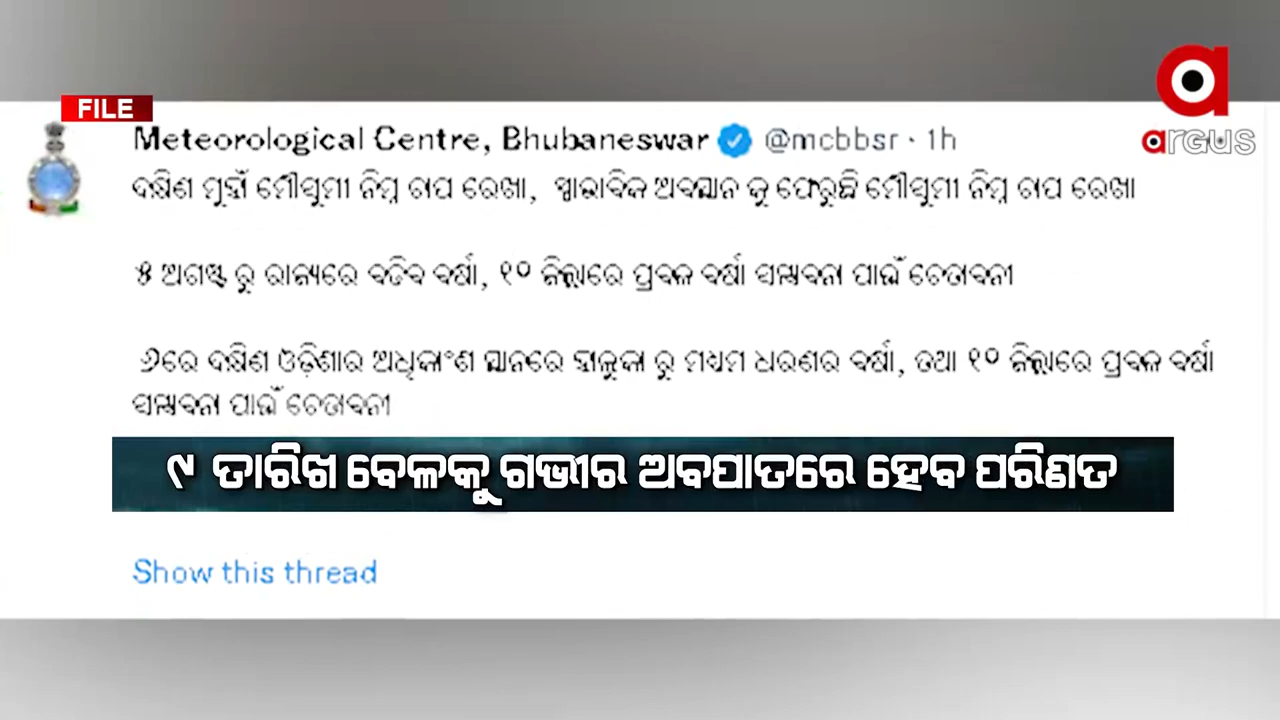 FILE
a
argus
Meteorological Centre, Bhubaneswar @mcbbsr · 1h
ଦକ୍ଷିଣ ମୁହାଁ ମୌସୁମୀ ନିମ୍ନ ଚାପ ରେଖା, ସ୍ବାଭାବିକ ଅବସ୍ଥାନ କୁ ଫେରୁଛି ମୌସୁମୀ ନିମ୍ନ ଚାପ ରେଖା
୫ ଅଗଷ୍ଟ ରୁ ରାଜ୍ୟରେ ବଢିବ ବର୍ଷା, ୧୦ ଜିଲ୍ଲାରେ ପ୍ରବଳ ବର୍ଷା ସମ୍ଭାବନା ପାଇଁ ଚେତାବନୀ
୬ରେ ଦକ୍ଷିଣ ଓଡ଼ିଶାର ଅଧିକାଂଶ ସ୍ଥାନରେ ହାଲୁକା ରୁ ମଧ୍ୟମ ଧରଣର ବର୍ଷା, ତଥା ୧୦ ଜିଲ୍ଲାରେ ପ୍ରବଳ ବର୍ଷା
ସମ୍ଭାବନା ପାଇଁ ଚେତାବନୀ
୯ ତାରିଖ ବେଳକୁ ଗଭୀର ଅବପାତରେ ହେବ ପରିଣତ
Show this thread